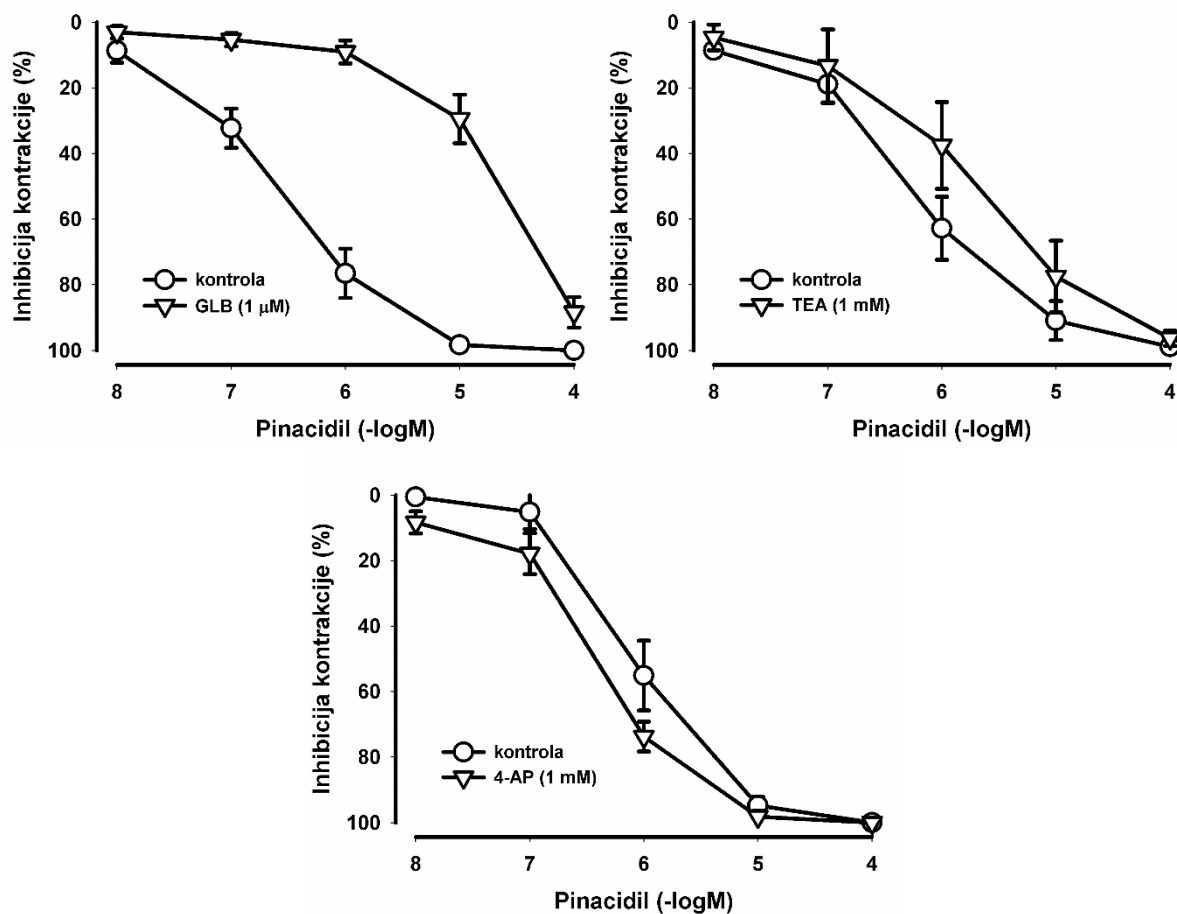 Inhibicija kontrakcije (%)
0
20
40
60
80
100
kontrola
GLB (1 μM)
8 7 6 5 4
Pinacidil (-logM)
Inhibicija kontrakcije (%)
0
20
40
60
80
100
kontrola
TEA (1 mM)
8 7 6 5 4
Pinacidil (-logM)
Inhibicija kontrakcije (%)
0
20
40
60
80
100
kontrola
4-AP (1 mM)
8 7 6 5 4
Pinacidil (-logM)